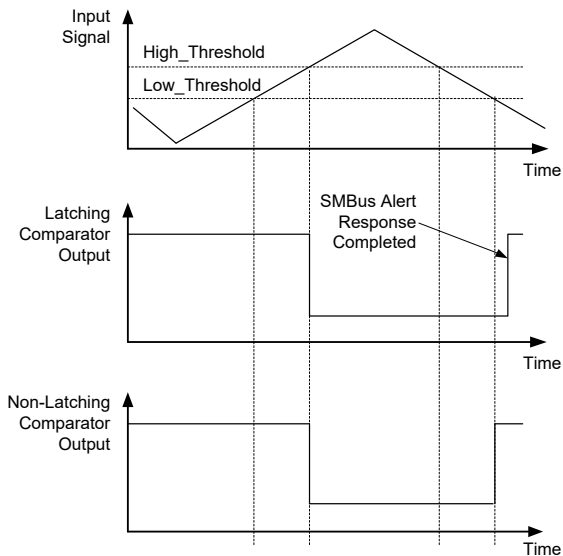 Input
Signal
High_Threshold
Low_Threshold
Time
Latching
Comparator
Output
SMBus Alert
Response
Completed
Time
Non-Latching
Comparator
Output
Time